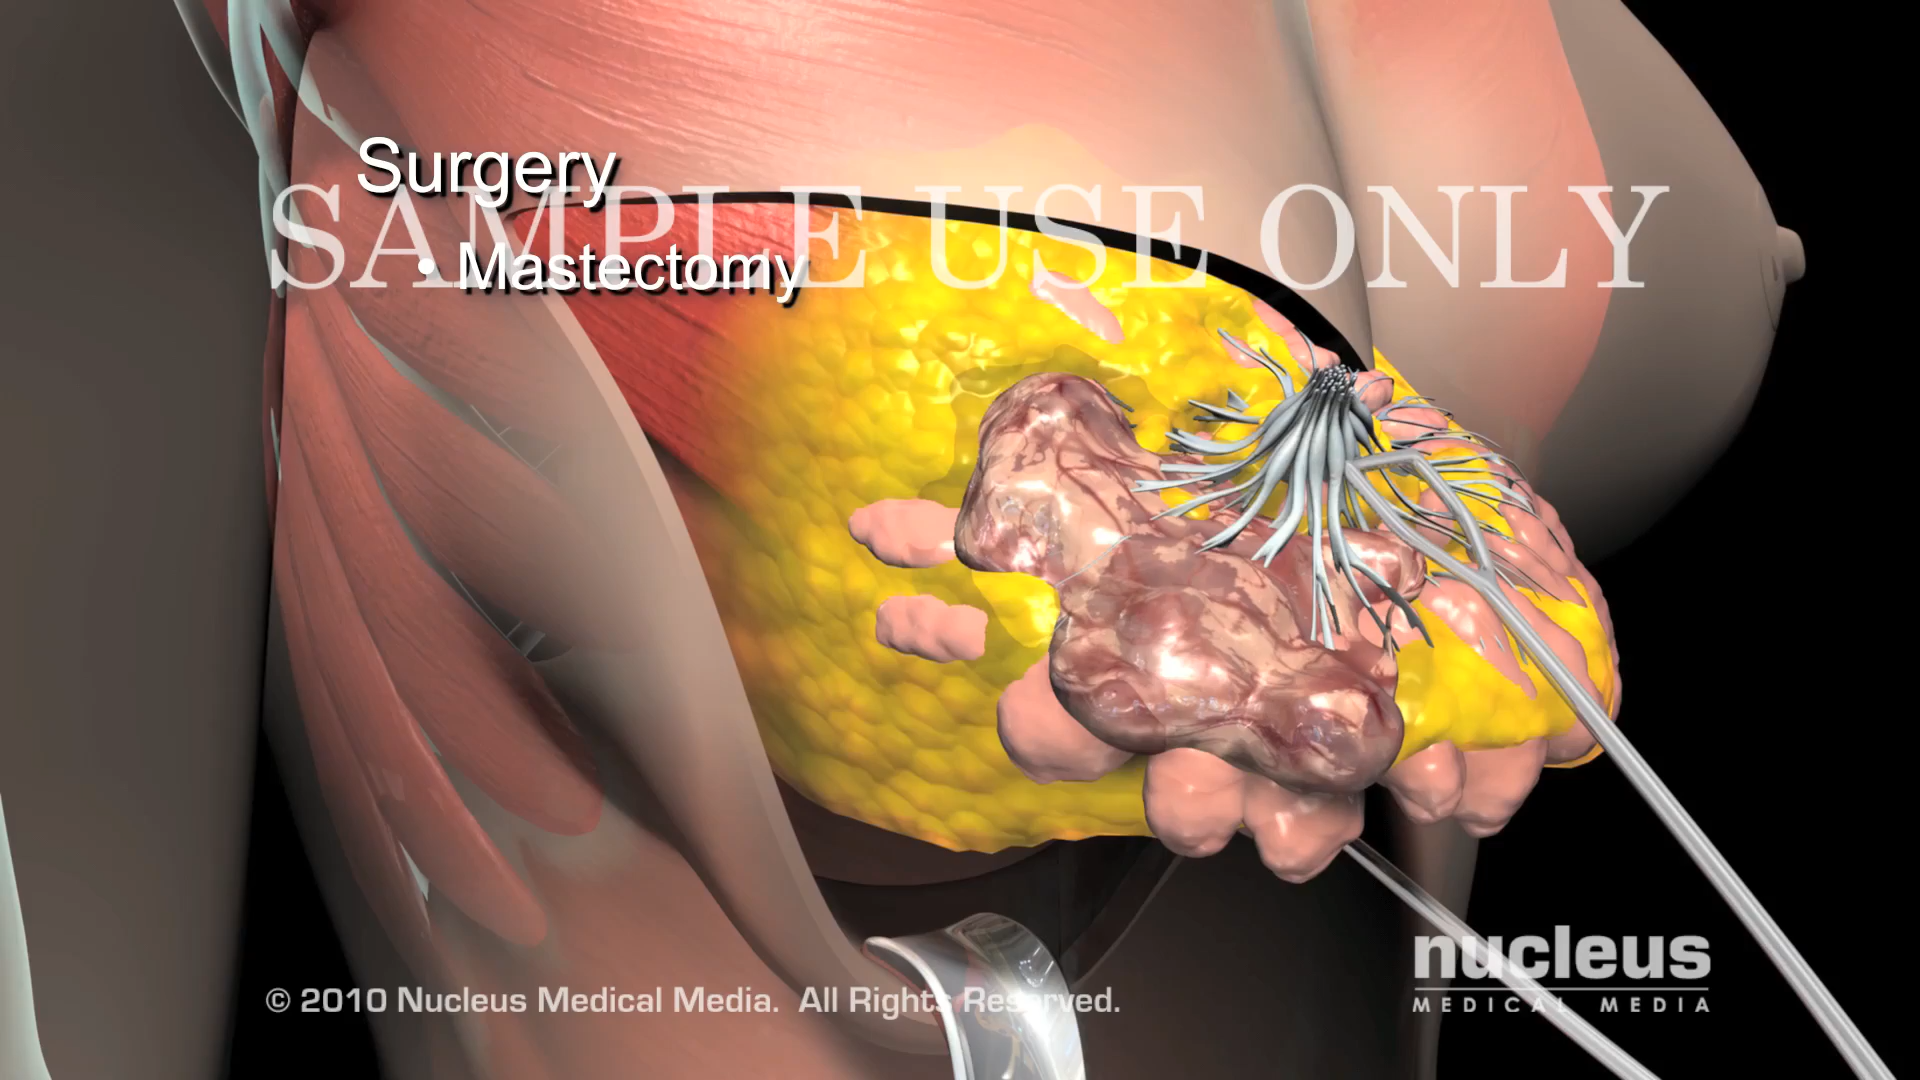 Surgery
SAMPLE USE ONLY
• Mastectomy
nucleus
MEDICAL MEDIA
© 2010 Nucleus Medical Media. All Rights Reserved.